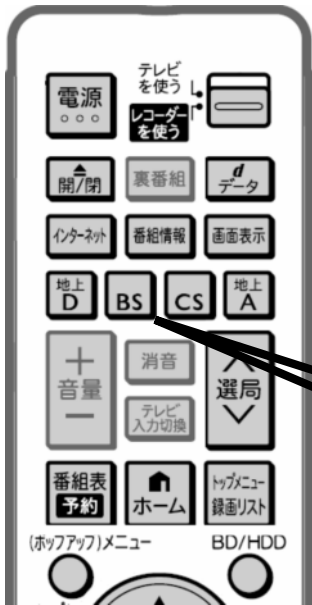 テレビ
を使う
電源
レコーダー
を使う
開/閉
裏番組
d
データ
インターネット
番組情報
画面表示
地上
D
BS
CS
地上
A
＋
音量
－
消音
テレビ
入力切換
選局
番組表
予約
ホーム
トップメニュー
録画リスト
(ポップアップ)メニュー
BD/HDD